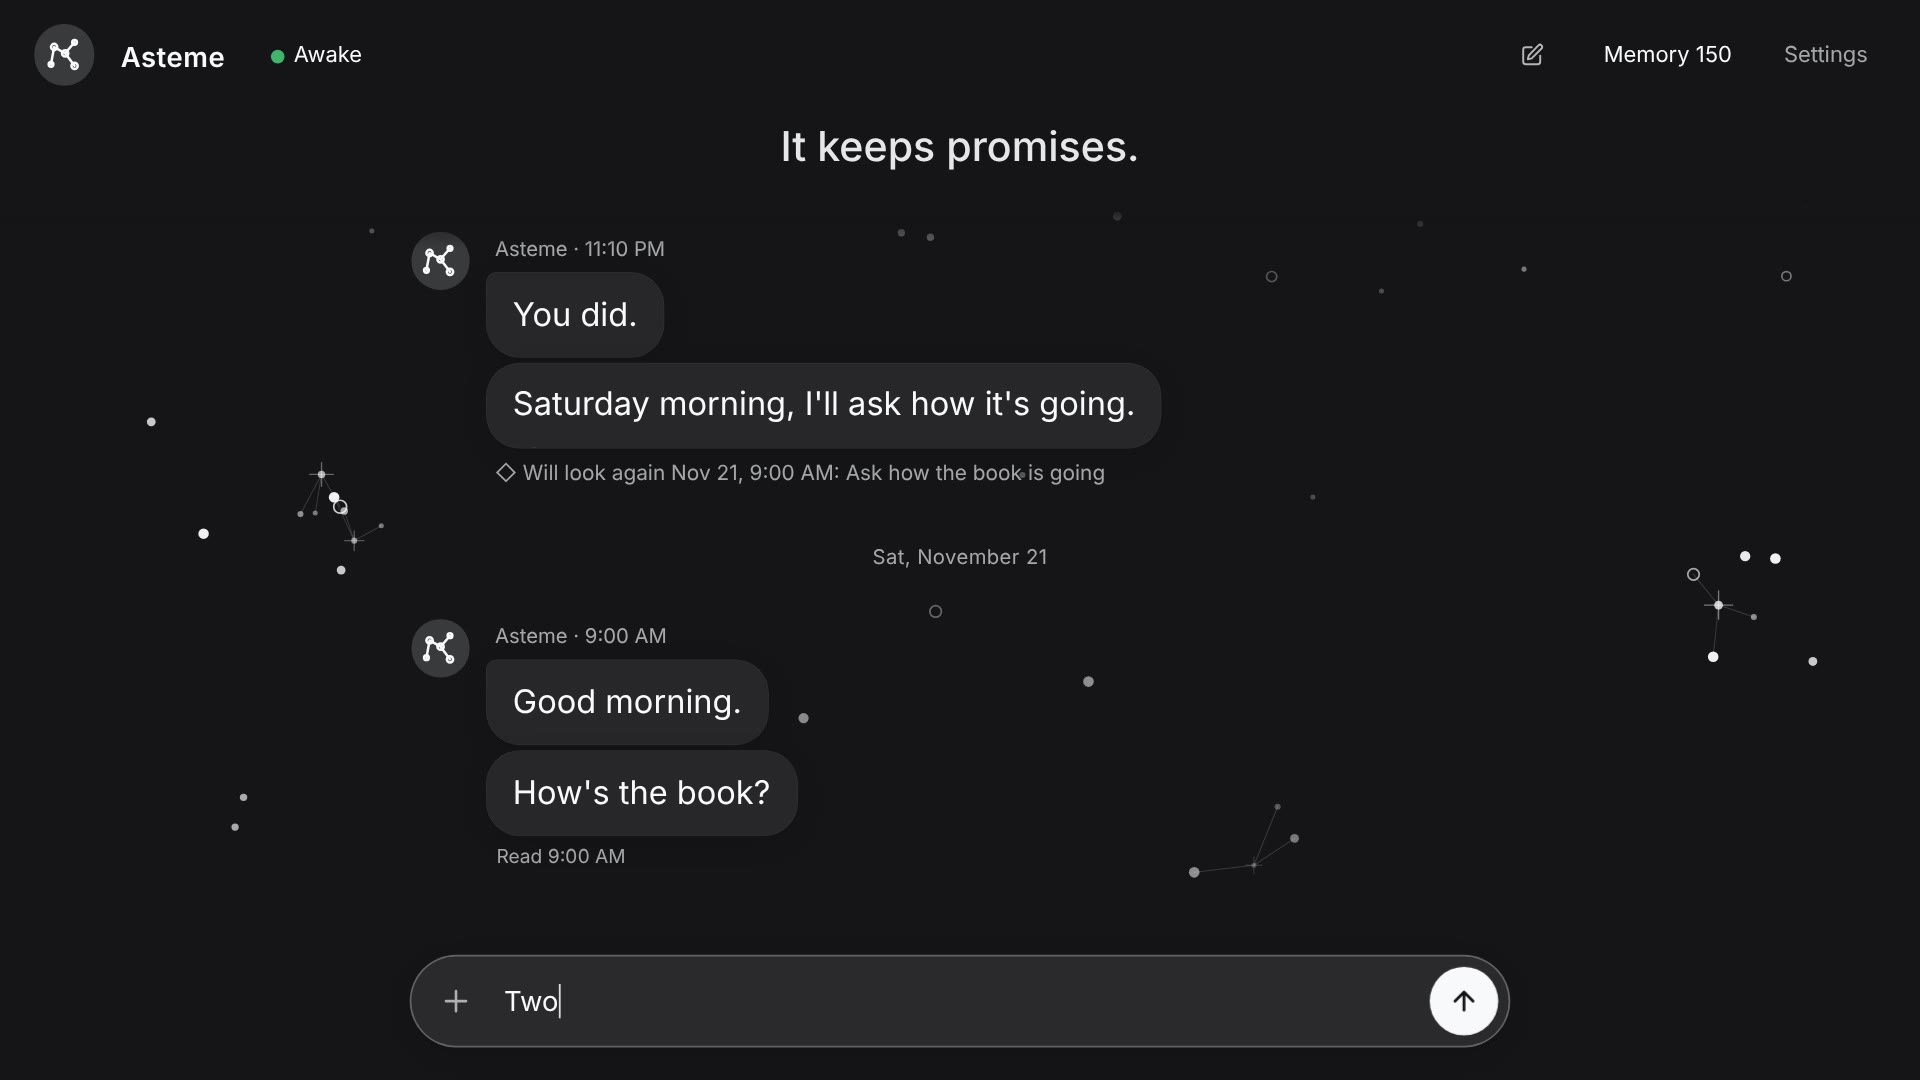 Asteme
Awake
Memory 150
Settings
It keeps promises.
Asteme · 11:10 PM
You did.
Saturday morning, I'll ask how it's going.
Will look again Nov 21, 9:00 AM: Ask how the book is going
Sat, November 21
Asteme · 9:00 AM
Good morning.
How's the book?
Read 9:00 AM
Two